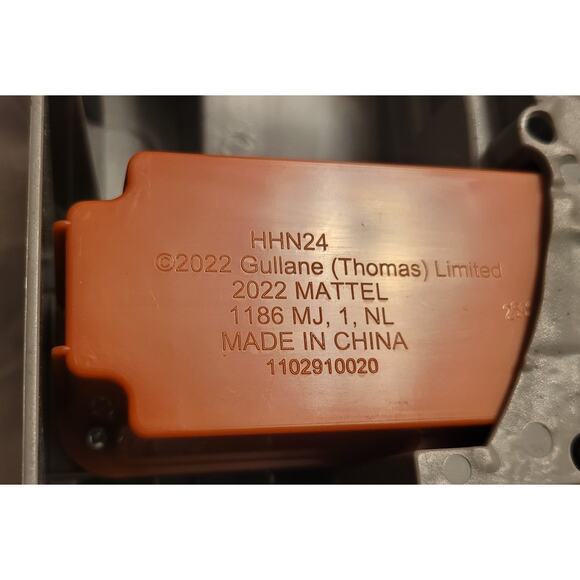 HHN24
©2022 Gullane (Thomas) Limited
2022 MATTEL
1186 MJ, 1, NL
MADE IN CHINA
1102910020